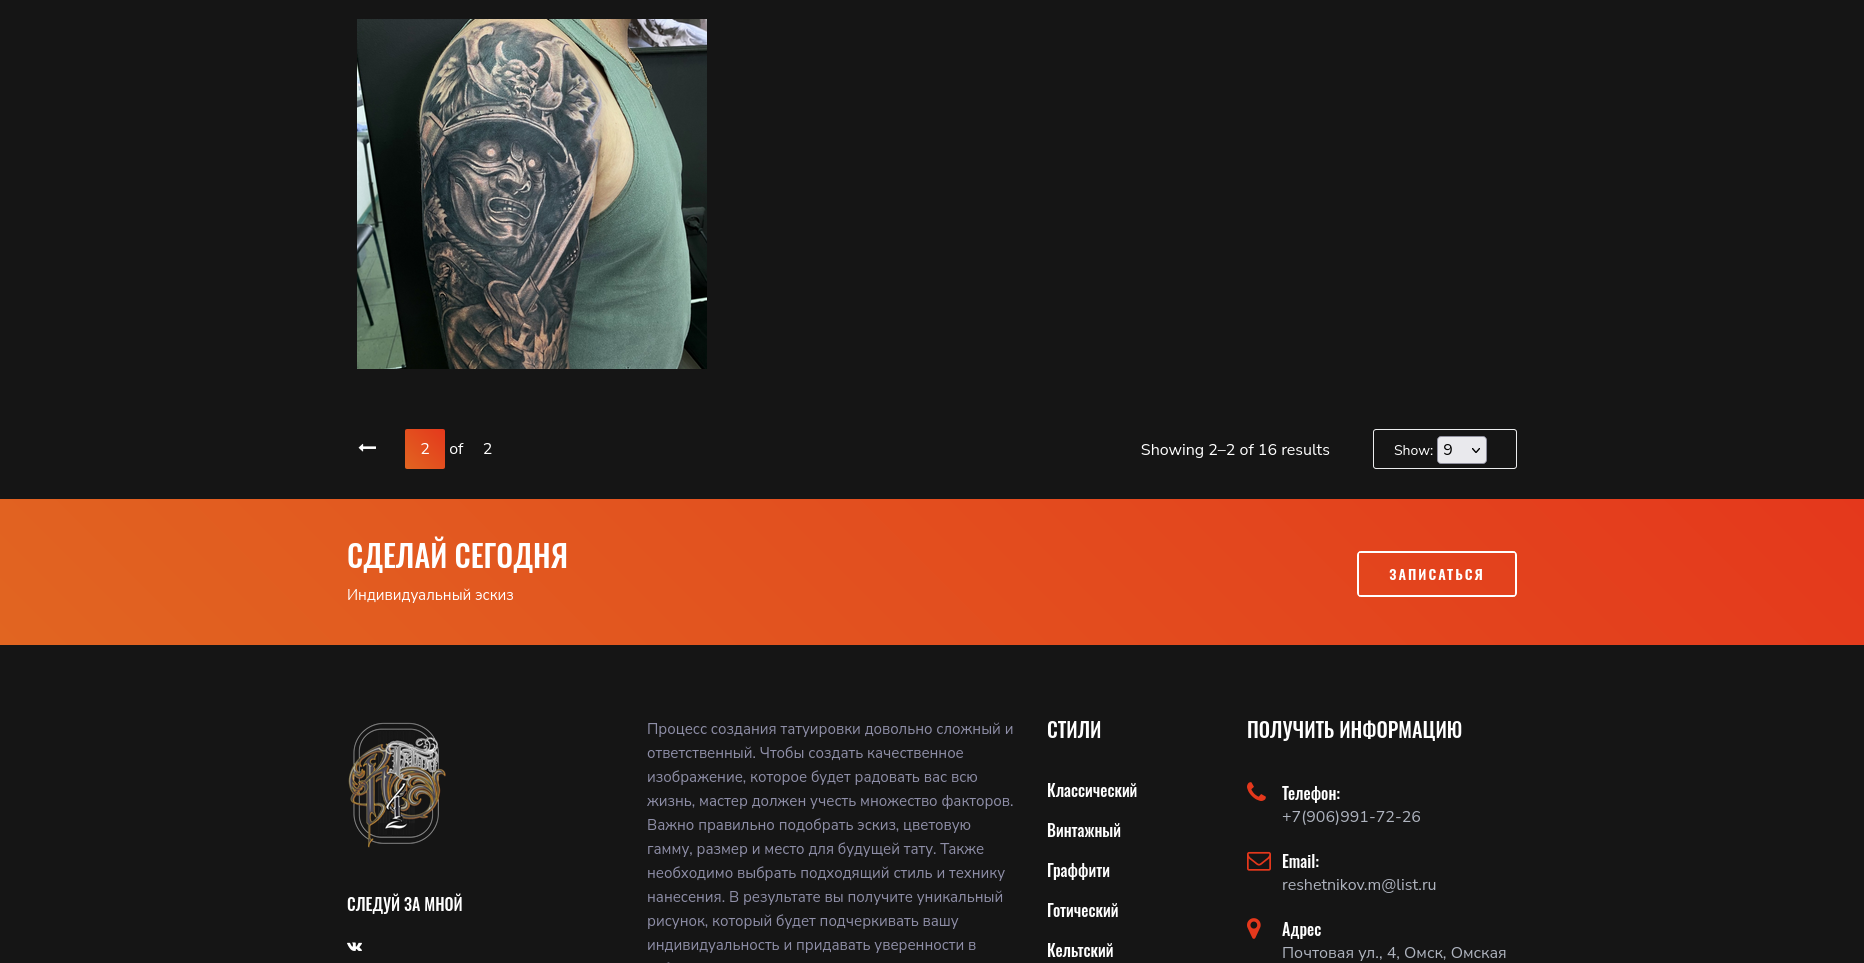 2 of 2
Showing 2–2 of 16 results
Show: 9
СДЕЛАЙ СЕГОДНЯ
Индивидуальный эскиз
ЗАПИСАТЬСЯ
СЛЕДУЙ ЗА МНОЙ
Процесс создания татуировки довольно сложный и
ответственный. Чтобы создать качественное
изображение, которое будет радовать вас всю
жизнь, мастер должен учесть множество факторов.
Важно правильно подобрать эскиз, цветовую
гамму, размер и место для будущей тату. Также
необходимо выбрать подходящий стиль и технику
нанесения. В результате вы получите уникальный
рисунок, который будет подчеркивать вашу
индивидуальность и придавать уверенности в
СТИЛИ
Классический
Винтажный
Граффити
Готический
Кельтский
ПОЛУЧИТЬ ИНФОРМАЦИЮ
Телефон:
+7(906)991-72-26
Email:
reshetnikov.m@list.ru
Адрес
Почтовая ул., 4, Омск, Омская